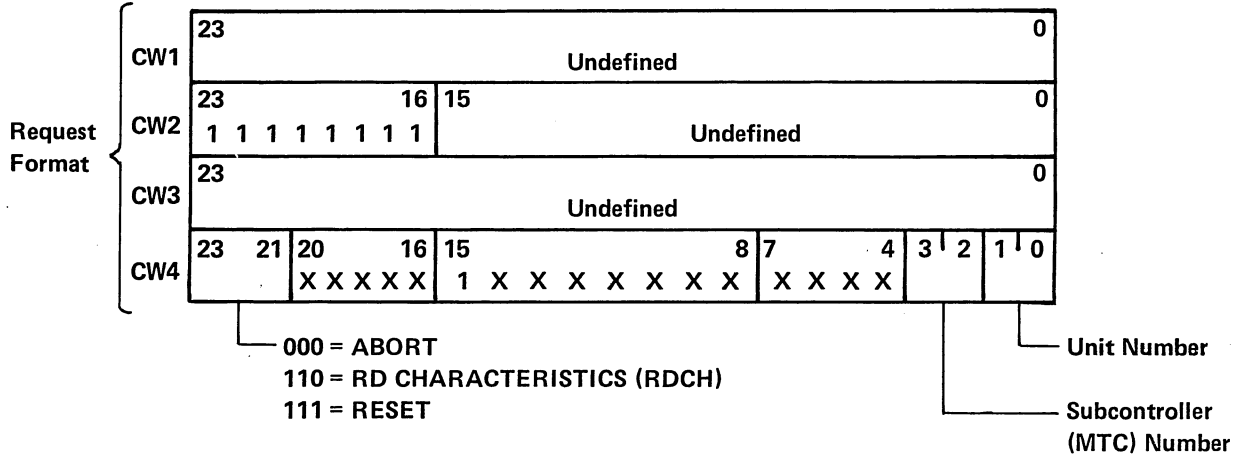 23 0
CW1 Undefined
23 16 15 0
Request Format
CW2 1 1 1 1 1 1 1 1 Undefined
23 0
CW3 Undefined
23 21 20 16 15 8 7 4 3 2 1 0
CW4 X X X X X 1 X X X X X X X X X X X
000 = ABORT
110 = RD CHARACTERISTICS (RDCH)
111 = RESET
Unit Number
Subcontroller
(MTC) Number